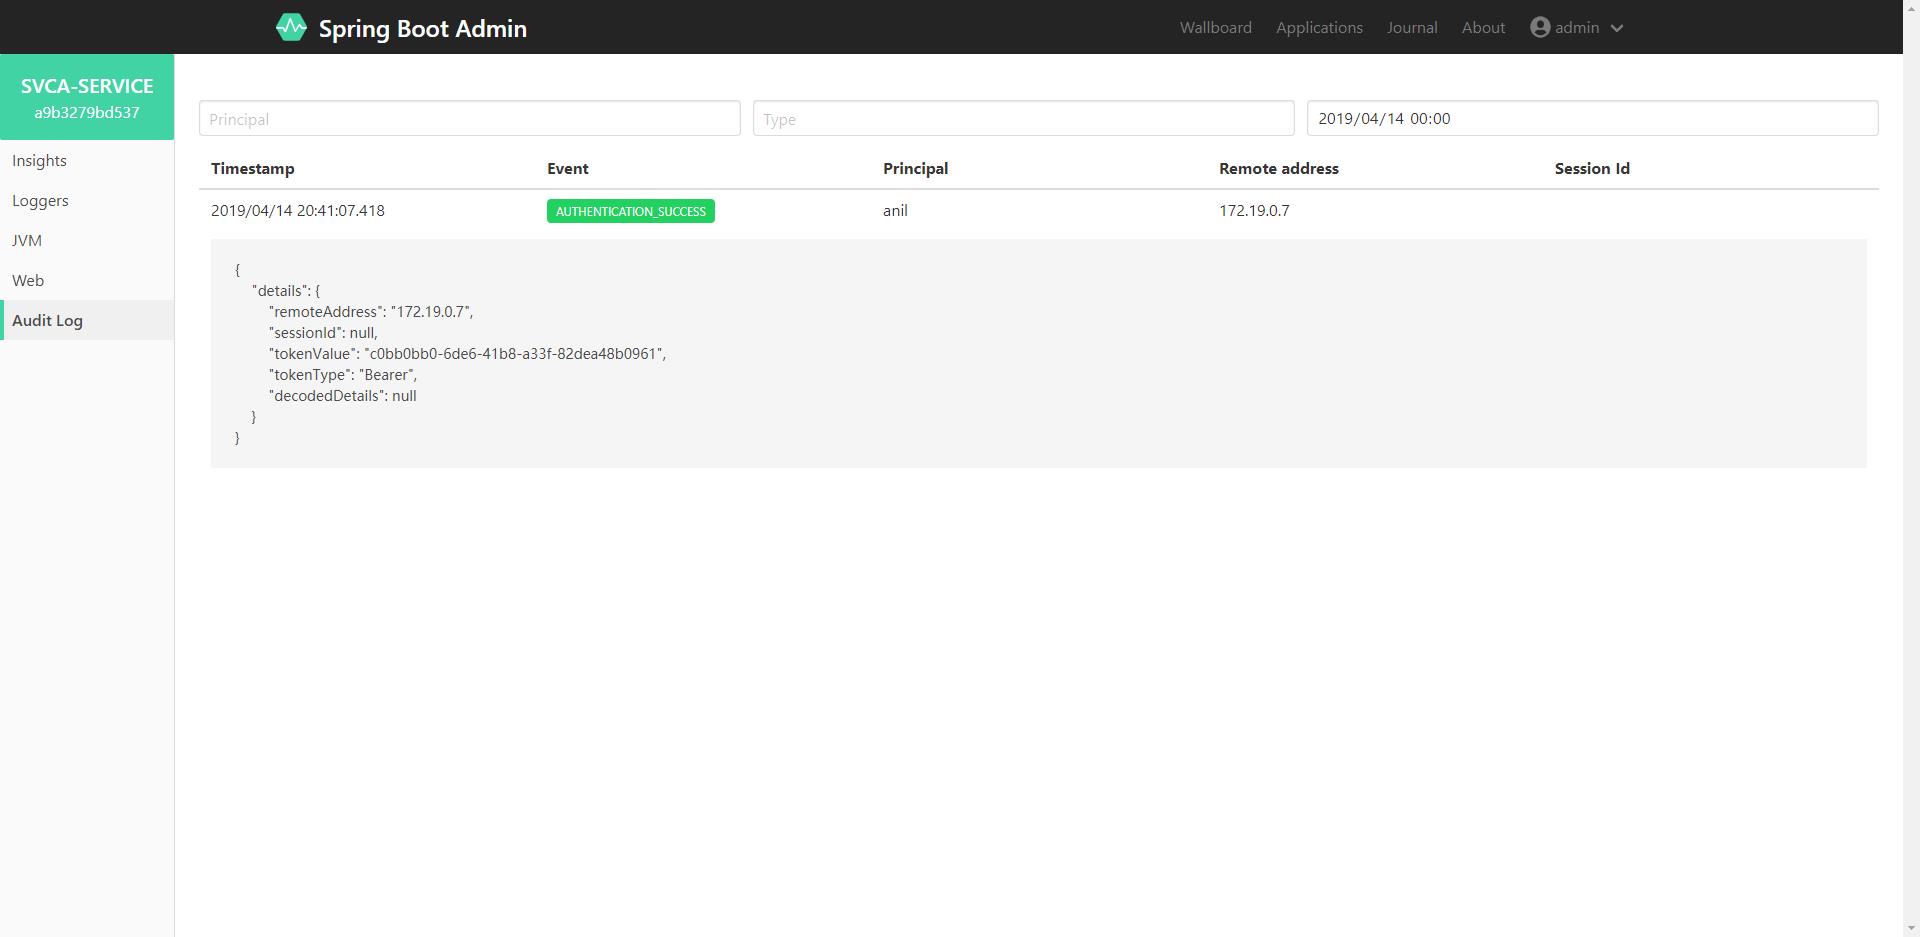 Spring Boot Admin
Wallboard Applications Journal About admin
SVCA-SERVICE
a9b3279bd537
Insights
Loggers
JVM
Web
Audit Log
Principal Type 2019/04/14 00:00
Timestamp Event Principal Remote address Session Id
2019/04/14 20:41:07.418 AUTHENTICATION_SUCCESS anil 172.19.0.7
{
"details": {
"remoteAddress": "172.19.0.7",
"sessionId": null,
"tokenValue": "c0bb0bb0-6de6-41b8-a33f-82dea48b0961",
"tokenType": "Bearer",
"decodedDetails": null
}
}